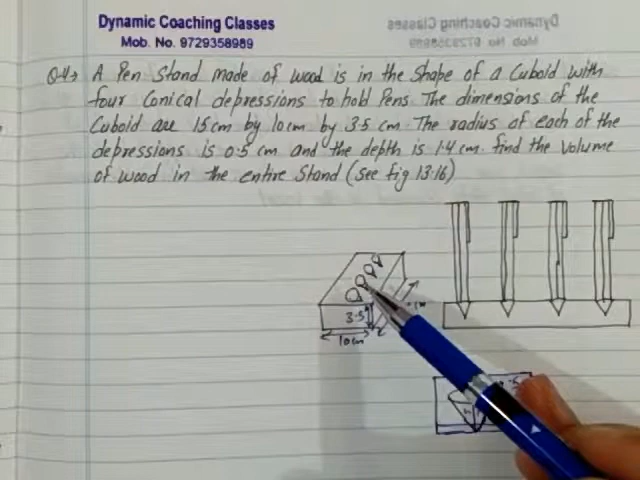 Dynamic Coaching Classes
Mob. No. 9729358989
Q.4→ A Pen Stand made of wood is in the Shape of a Cuboid with
four Conical depressions to hold Pens. The dimensions of the
Cuboid are 15cm by 10cm by 3.5 cm. The radius of each of the
depressions is 0.5 cm and the depth is 1.4 cm. find the volume
of wood in the entire Stand (See fig 13.16)
3.5
10cm
cm